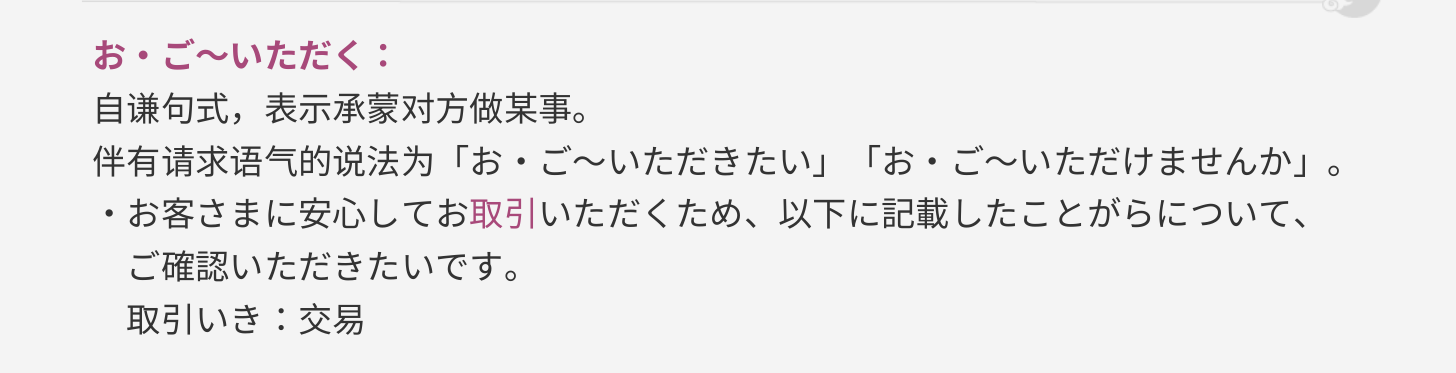 お・ご～いただく：
自谦句式，表示承蒙对方做某事。
伴有请求语气的说法为「お・ご～いただきたい」「お・ご～いただけませんか」。
・お客さまに安心してお取引いただくため、以下に記載したことがらについて、
ご確認いただきたいです。
取引いき：交易